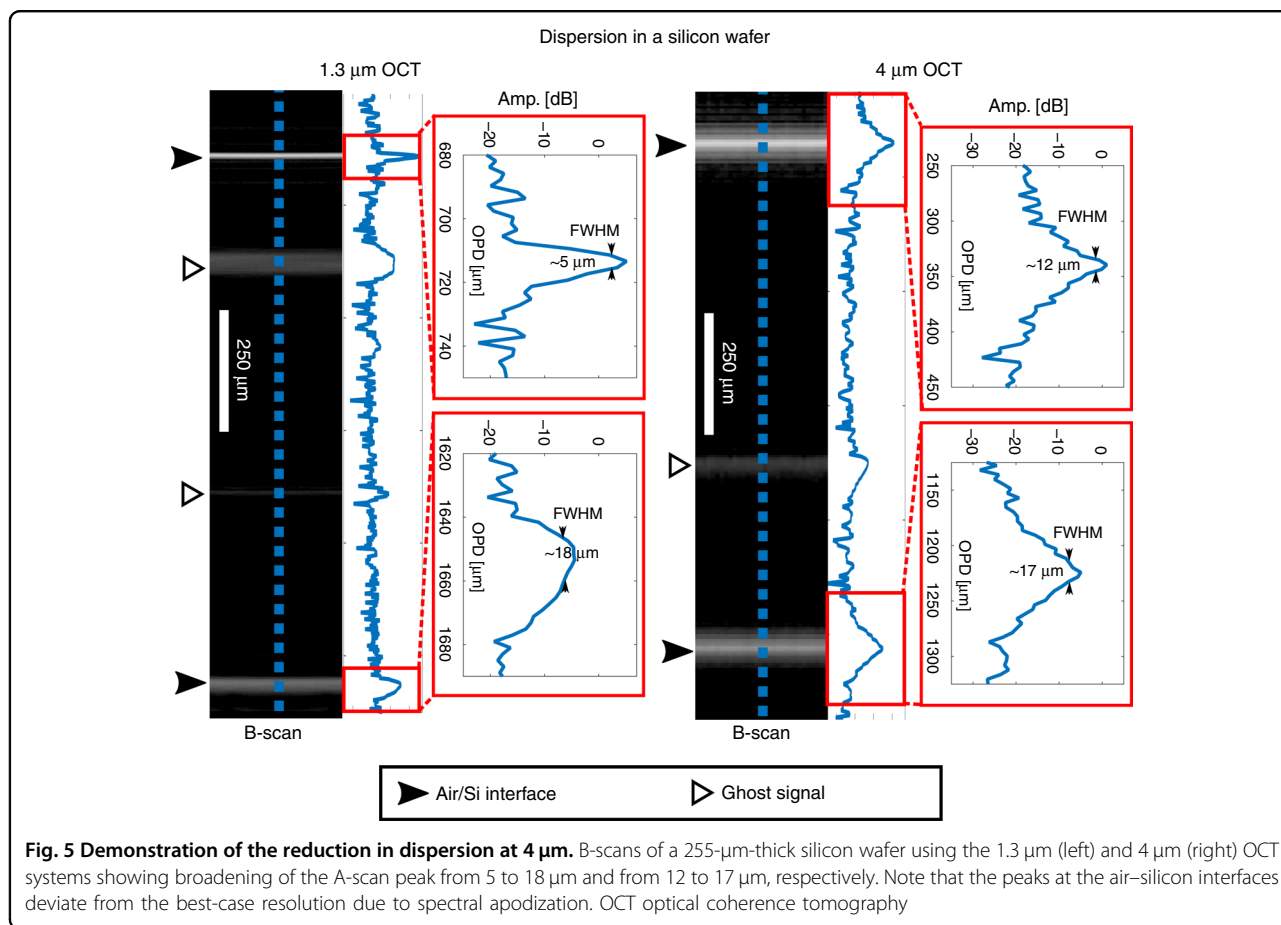 Dispersion in a silicon wafer
1.3 µm OCT
Amp. [dB]
–20
–10
0
680
700
720
740
OPD [µm]
FWHM
~5 µm
250 µm
–20
–10
0
1620
1640
1660
1680
OPD [µm]
FWHM
~18 µm
B-scan
4 µm OCT
Amp. [dB]
–30
–20
–10
0
250
300
350
400
450
OPD [µm]
FWHM
~12 µm
250 µm
–30
–20
–10
0
1150
1200
1250
1300
OPD [µm]
FWHM
~17 µm
B-scan
Air/Si interface
Ghost signal
Fig. 5 Demonstration of the reduction in dispersion at 4 µm. B-scans of a 255-µm-thick silicon wafer using the 1.3 µm (left) and 4 µm (right) OCT
systems showing broadening of the A-scan peak from 5 to 18 µm and from 12 to 17 µm, respectively. Note that the peaks at the air–silicon interfaces
deviate from the best-case resolution due to spectral apodization. OCT optical coherence tomography